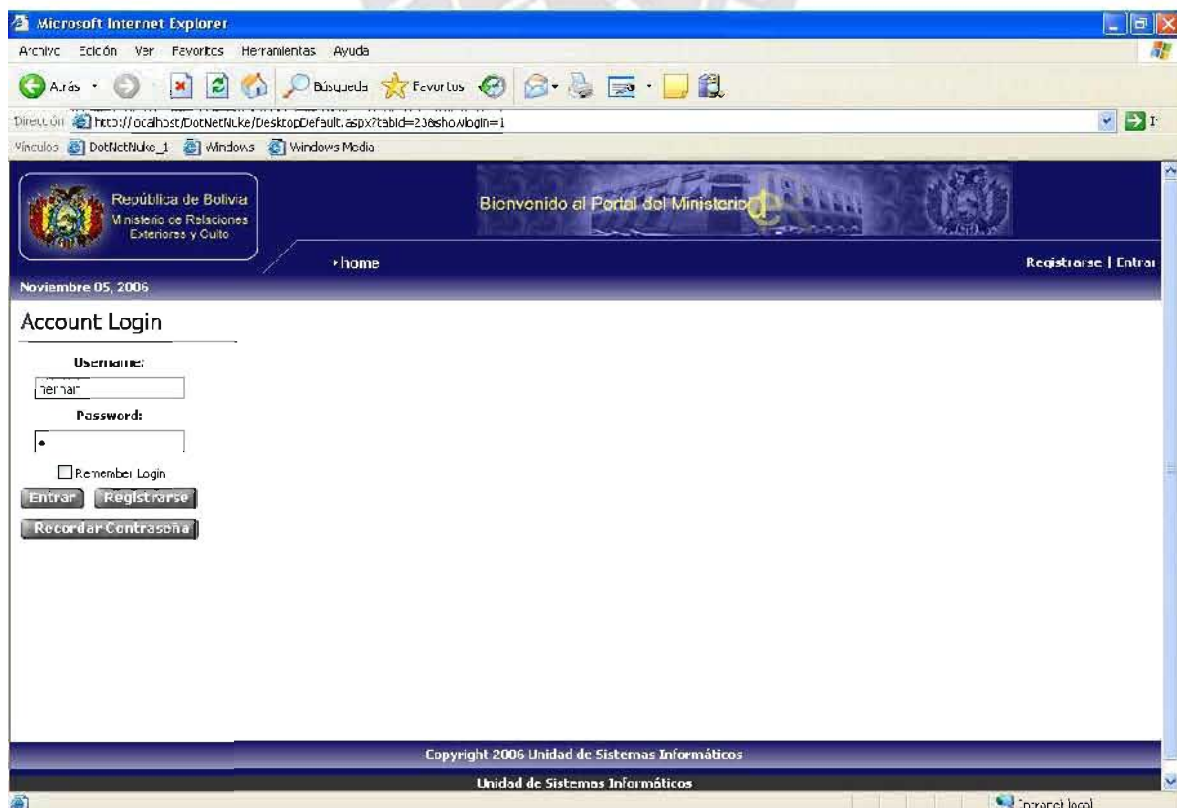 Microsoft Internet Explorer
Archivo Edición Ver Favoritos Herramientas Ayuda
Atrás Búsqueda Favoritos
Dirección http://localhost/DotNetNuke/DesktopDefault.aspx?tabid=23&showlogin=1
Vínculos DotNetNuke_1 Windows Windows Media
República de Bolivia
Ministerio de Relaciones
Exteriores y Culto
Bienvenido al Portal del Ministerio
home
Registrarse | Entrar
Noviembre 05, 2006
Account Login
Username:
hernan
Password:
Remember Login
Entrar Registrarse
Recordar Contraseña
Copyright 2006 Unidad de Sistemas Informáticos
Unidad de Sistemas Informáticos
Intranet local